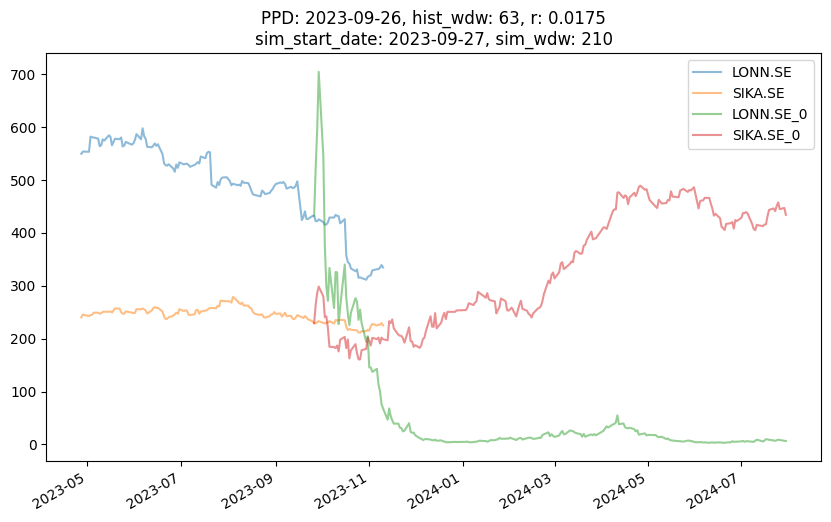 PPD: 2023-09-26, hist_wdw: 63, r: 0.0175
sim_start_date: 2023-09-27, sim_wdw: 210
LONN.SE
SIKA.SE
LONN.SE_0
SIKA.SE_0
700
600
500
400
300
200
100
0
2023-05
2023-07
2023-09
2023-11
2024-01
2024-03
2024-05
2024-07